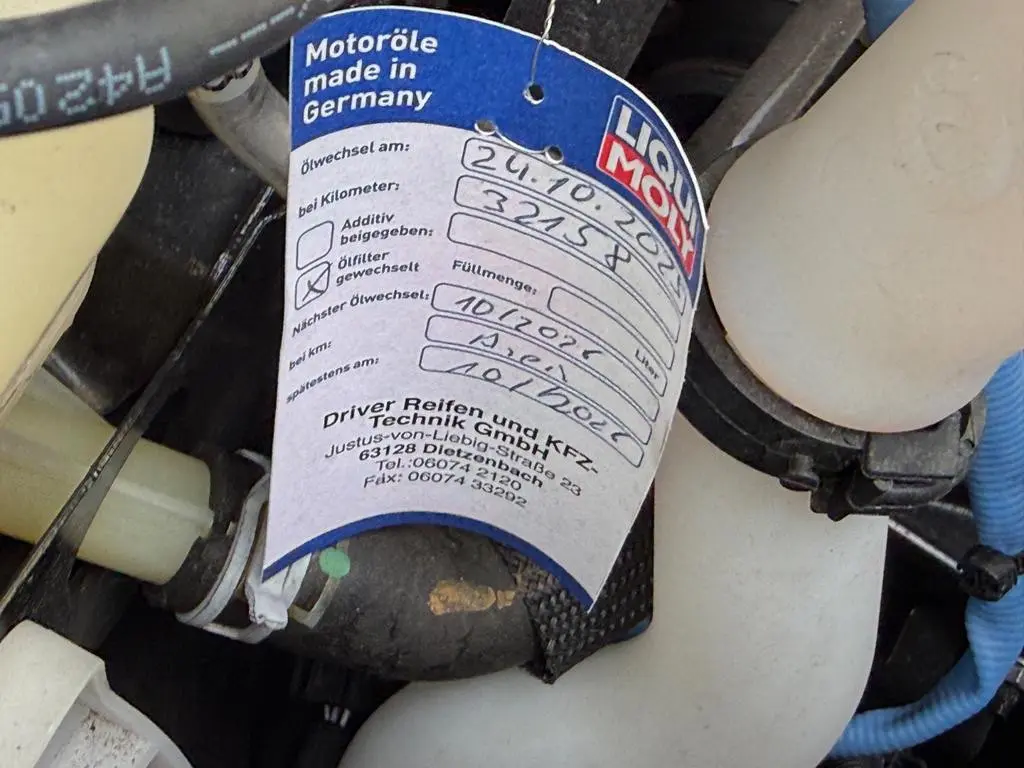 Motoröle
made in
Germany
LIQUI
MOLY
Ölwechsel am: 24.10.2025
bei Kilometer: 32158
Additiv
beigegeben:
Ölfilter
gewechselt
Füllmenge: Liter
Nächster Ölwechsel: 10/2026
bei km:
spätestens am: 10/2026
Driver Reifen und KFZ-
Technik GmbH
Justus-von-Liebig-Straße 23
63128 Dietzenbach
Tel.:06074 2120
Fax: 06074 33292